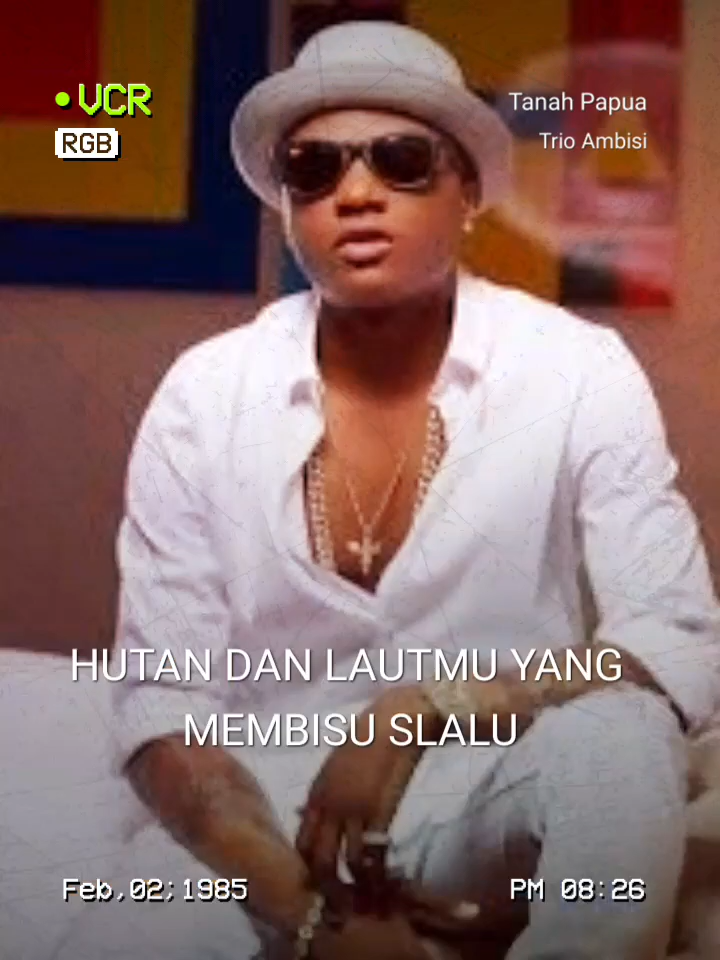 • VCR
RGB
Tanah Papua
Trio Ambisi
HUTAN DAN LAUTMU YANG
MEMBISU SLALU
Feb,02;1985
PM 08:26